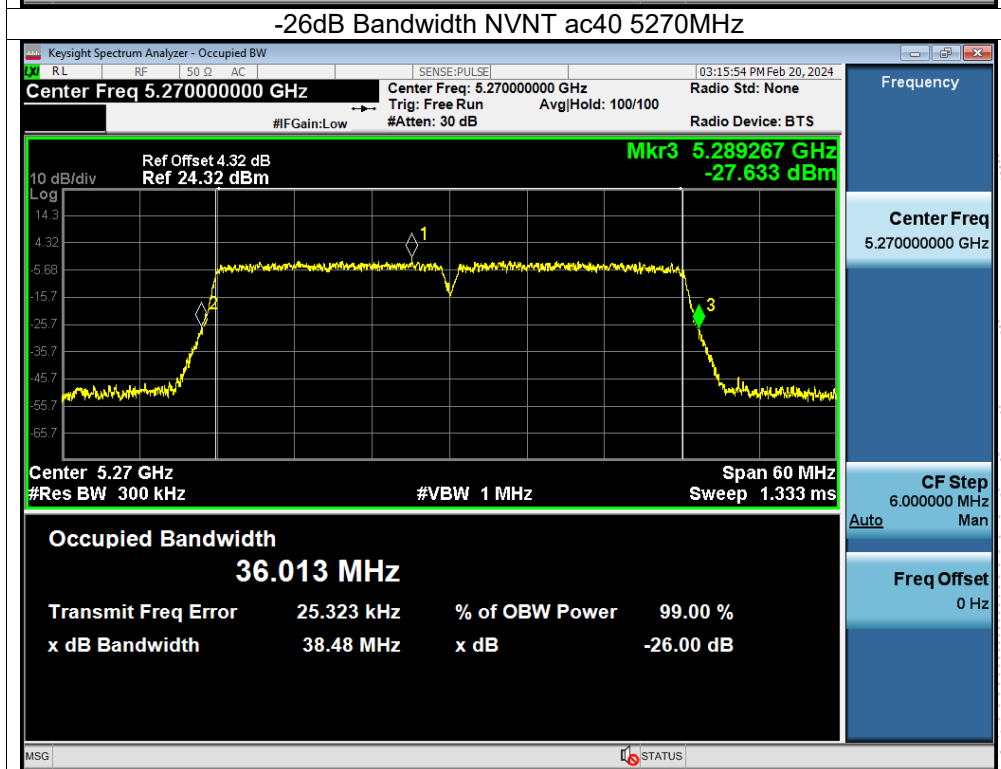 -26dB Bandwidth NVNT ac40 5270MHz
Keysight Spectrum Analyzer - Occupied BW
LXI RL RF 50 Ω AC SENSE:PULSE 03:15:54 PM Feb 20, 2024
Center Freq 5.270000000 GHz
Center Freq: 5.270000000 GHz
Radio Std: None
Trig: Free Run Avg|Hold: 100/100
#IFGain:Low
#Atten: 30 dB
Radio Device: BTS
Mkr3 5.289267 GHz
-27.633 dBm
Ref Offset 4.32 dB
10 dB/div Ref 24.32 dBm
Log
14.3
4.32
-5.68
-15.7
-25.7
-35.7
-45.7
-55.7
-65.7
1
2
3
Center 5.27 GHz
Span 60 MHz
#Res BW 300 kHz
#VBW 1 MHz
Sweep 1.333 ms
Occupied Bandwidth
36.013 MHz
Transmit Freq Error 25.323 kHz % of OBW Power 99.00 %
x dB Bandwidth 38.48 MHz x dB -26.00 dB
Frequency
Center Freq
5.270000000 GHz
CF Step
6.000000 MHz
Auto Man
Freq Offset
0 Hz
MSG STATUS